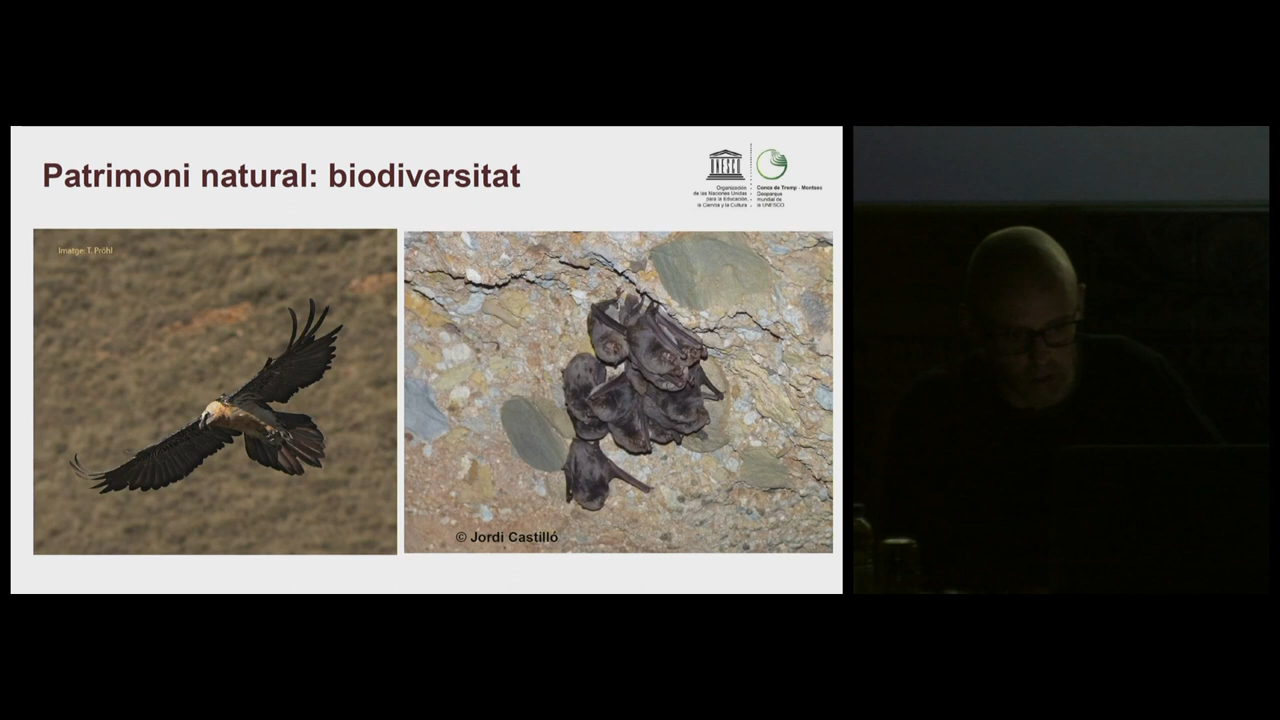 Patrimoni natural: biodiversitat
UNESCO
Organización
de las Naciones Unidas
para la Educación,
la Ciencia y la Cultura
Conca de Tremp - Montsec
Geoparque
mundial de
la UNESCO
Imatge: T. Pröhl
© Jordi Castilló